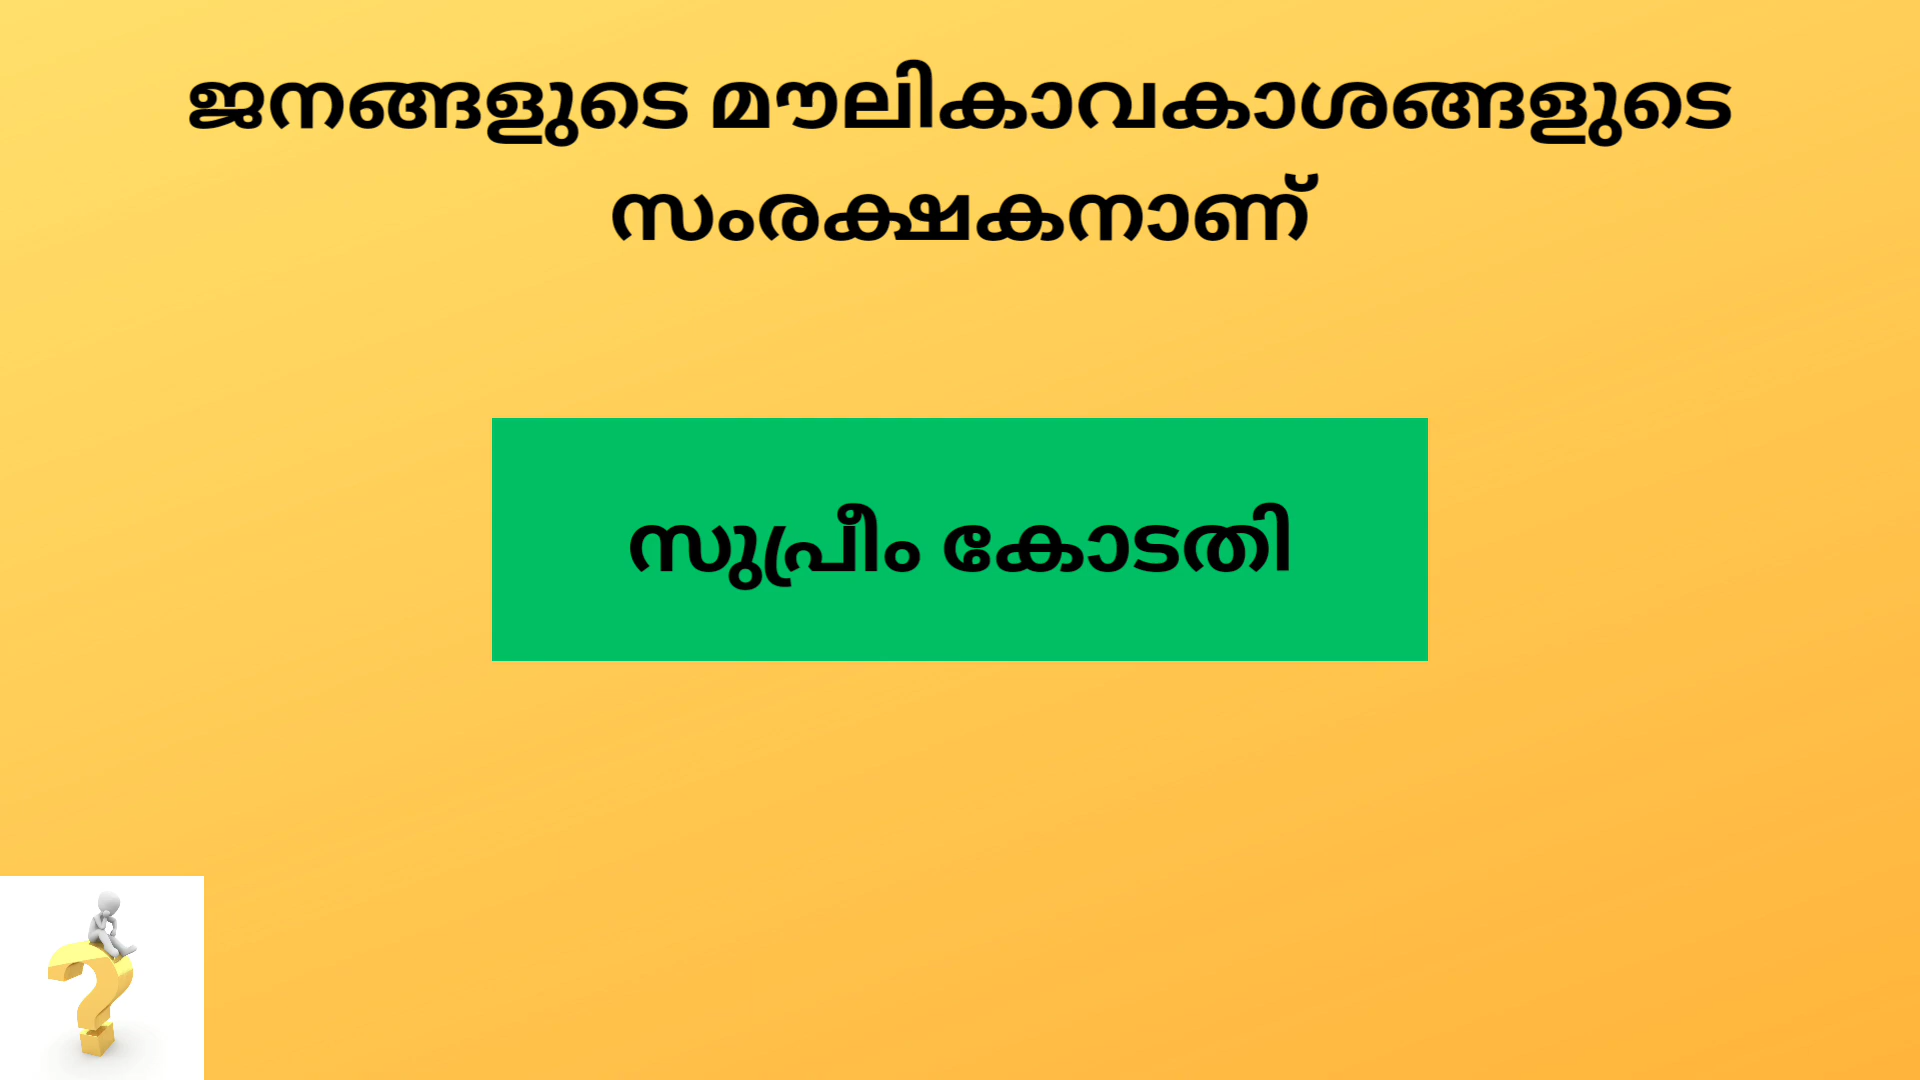 ജനങ്ങളുടെ മൗലികാവകാശങ്ങളുടെ
സംരക്ഷകനാണ്
സുപ്രീം കോടതി